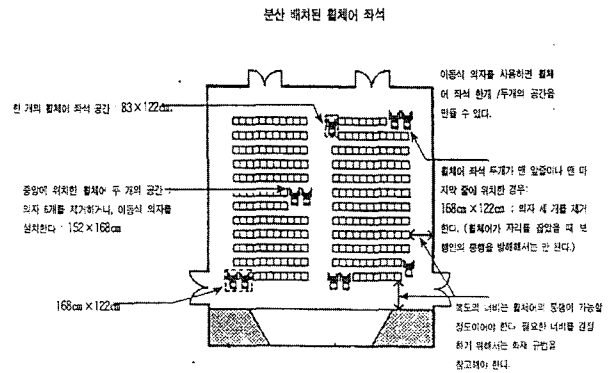 분산 배치된 휠체어 좌석
한 개의 휠체어 좌석 공간 : 83×122㎝
이동식 의자를 사용하면 휠체
어 좌석 한개 /두개의 공간을
만들 수 있다.
중앙에 위치한 휠체어 두 개의 공간 :
의자 6개를 제거하거나, 이동식 의자를
설치한다 : 152×168㎝
휠체어 좌석 두개가 맨 앞줄이나 맨 마
지막 줄에 위치한 경우:
168㎝×122㎝ : 의자 세 개를 제거
한다. (휠체어가 자리를 잡았을 때 보
행인의 통행을 방해해서는 안 된다.)
168㎝×122㎝
복도의 너비는 휠체어의 통행이 가능할
정도이어야 한다. 필요한 너비를 결정
하기 위해서는 화재 규범을
참고해야 한다.